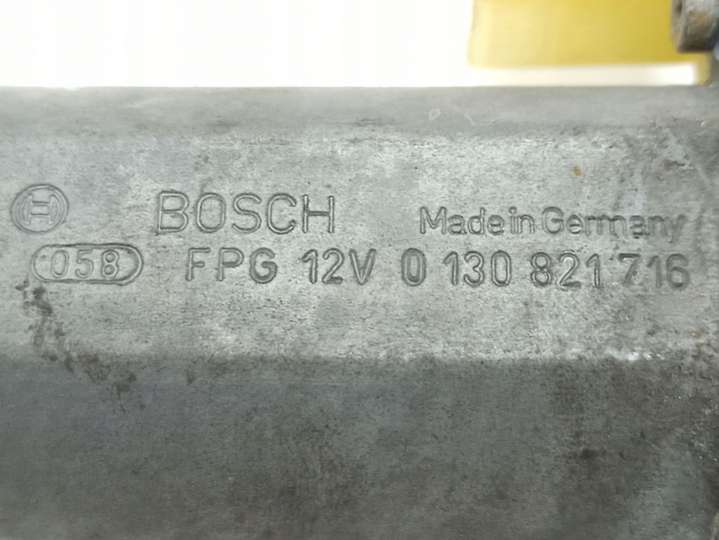 BOSCH Made in Germany
058 FPG 12V 0 130 821 716